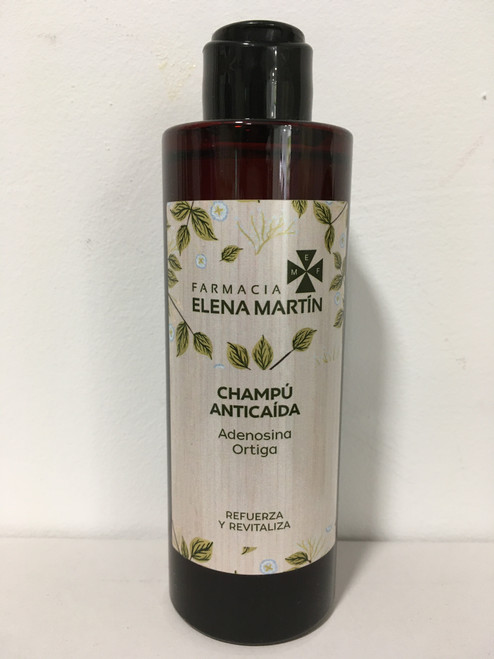 E
M F
FARMACIA
ELENA MARTÍN
CHAMPÚ
ANTICAÍDA
Adenosina
Ortiga
REFUERZA
Y REVITALIZA